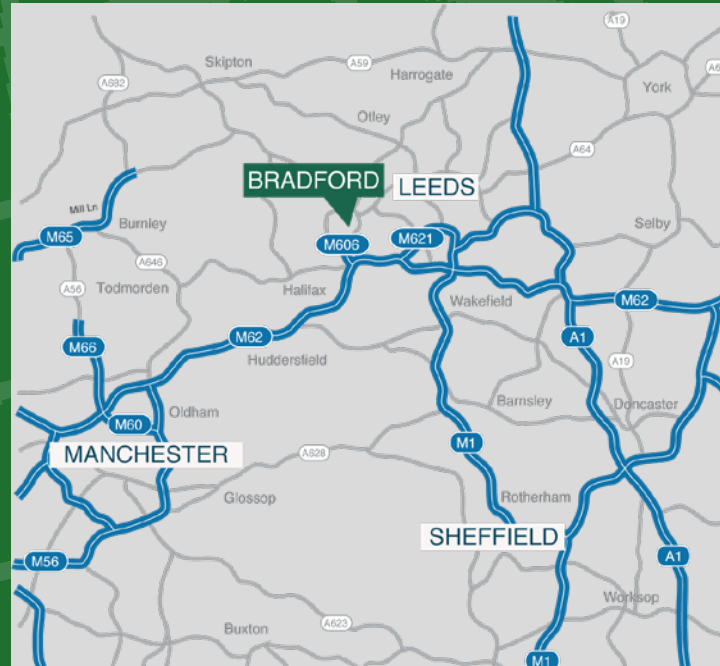 A19
Skipton
A59
Harrogate
A682
York
Otley
A64
BRADFORD
LEEDS
Mill Ln
Burnley
Selby
M65
M606
M621
A646
A56
Todmorden
Halifax
Wakefield
M62
M62
A1
M66
Huddersfield
A19
Barnsley
Doncaster
Oldham
M60
M1
MANCHESTER
A628
Glossop
Rotherham
SHEFFIELD
M56
A1
Worksop
A623
Buxton
M1